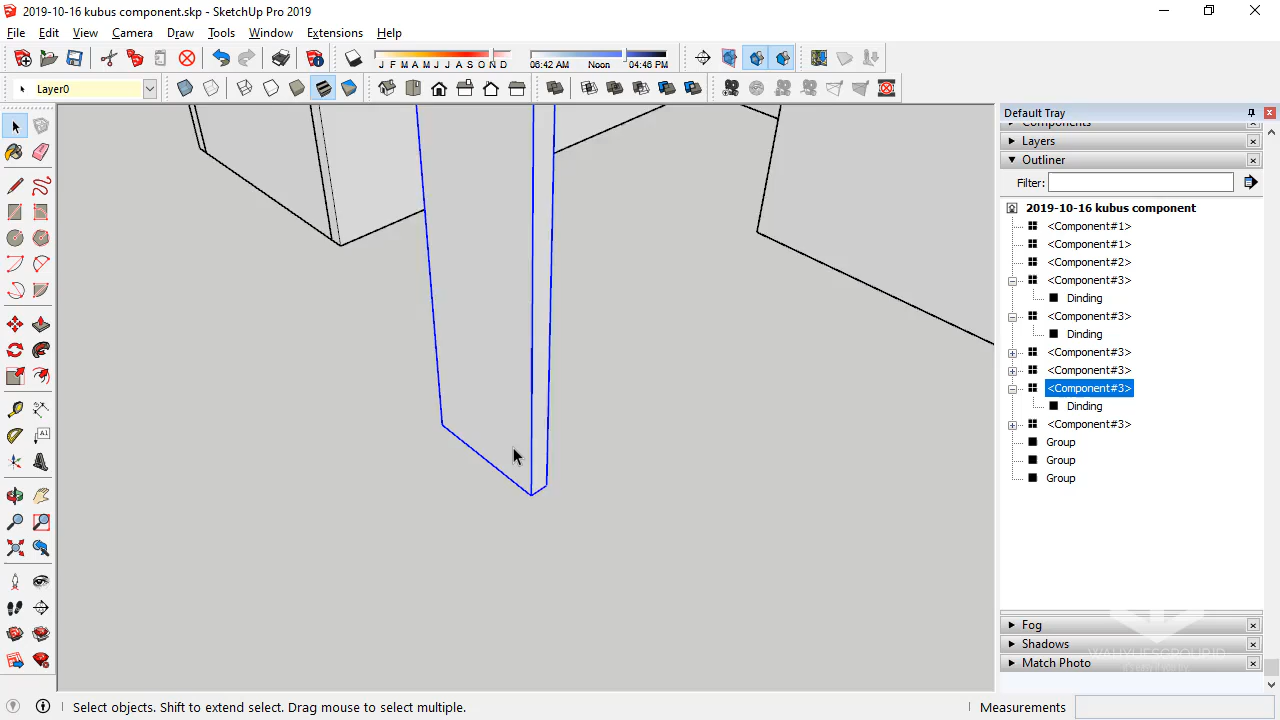 2019-10-16 kubus component.skp - SketchUp Pro 2019
File Edit View Camera Draw Tools Window Extensions Help
J F M A M J J A S O N D
06:42 AM Noon 04:46 PM
Layer0
Default Tray
Components
Layers
Outliner
Filter:
2019-10-16 kubus component
<Component#1>
<Component#1>
<Component#2>
<Component#3>
Dinding
<Component#3>
Dinding
<Component#3>
<Component#3>
<Component#3>
Dinding
<Component#3>
Group
Group
Group
Fog
Shadows
Match Photo
Select objects. Shift to extend select. Drag mouse to select multiple.
Measurements